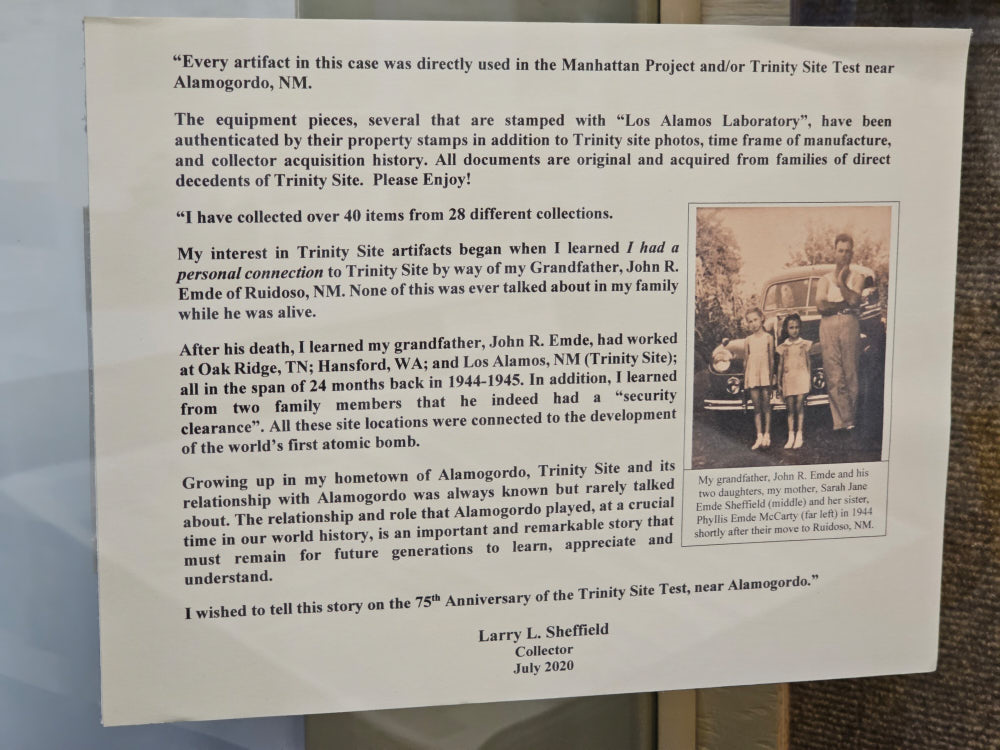 “Every artifact in this case was directly used in the Manhattan Project and/or Trinity Site Test near
Alamogordo, NM.
The equipment pieces, several that are stamped with “Los Alamos Laboratory”, have been
authenticated by their property stamps in addition to Trinity site photos, time frame of manufacture,
and collector acquisition history. All documents are original and acquired from families of direct
decedents of Trinity Site. Please Enjoy!
“I have collected over 40 items from 28 different collections.
My interest in Trinity Site artifacts began when I learned I had a
personal connection to Trinity Site by way of my Grandfather, John R.
Emde of Ruidoso, NM. None of this was ever talked about in my family
while he was alive.
After his death, I learned my grandfather, John R. Emde, had worked
at Oak Ridge, TN; Hansford, WA; and Los Alamos, NM (Trinity Site);
all in the span of 24 months back in 1944-1945. In addition, I learned
from two family members that he indeed had a “security
clearance”. All these site locations were connected to the development
of the world’s first atomic bomb.
Growing up in my hometown of Alamogordo, Trinity Site and its
relationship with Alamogordo was always known but rarely talked
about. The relationship and role that Alamogordo played, at a crucial
time in our world history, is an important and remarkable story that
must remain for future generations to learn, appreciate and
understand.
My grandfather, John R. Emde and his
two daughters, my mother, Sarah Jane
Emde Sheffield (middle) and her sister,
Phyllis Emde McCarty (far left) in 1944
shortly after their move to Ruidoso, NM.
I wished to tell this story on the 75th Anniversary of the Trinity Site Test, near Alamogordo.”
Larry L. Sheffield
Collector
July 2020